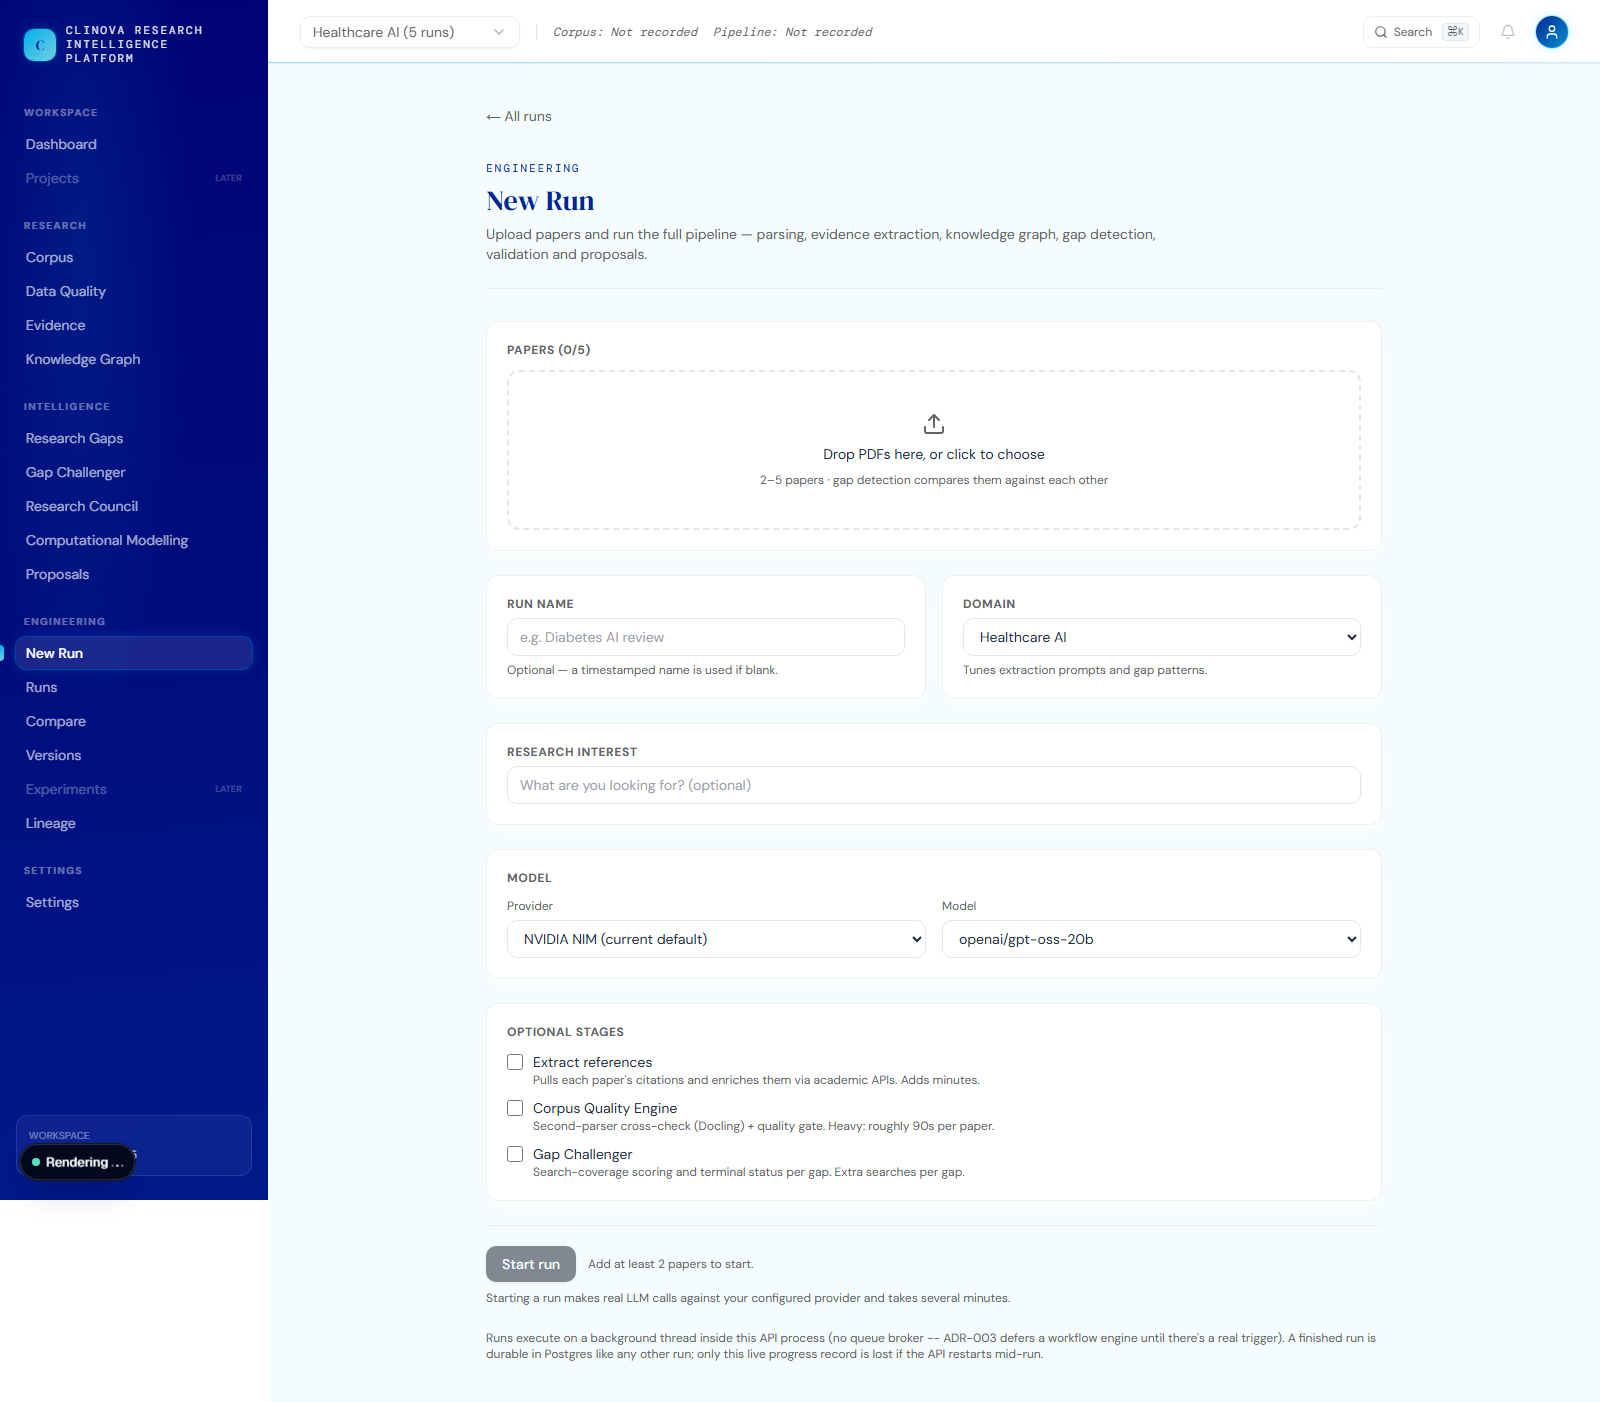 C
CLINOVA RESEARCH
INTELLIGENCE
PLATFORM
WORKSPACE
Dashboard
Projects LATER
RESEARCH
Corpus
Data Quality
Evidence
Knowledge Graph
INTELLIGENCE
Research Gaps
Gap Challenger
Research Council
Computational Modelling
Proposals
ENGINEERING
New Run
Runs
Compare
Versions
Experiments LATER
Lineage
SETTINGS
Settings
WORKSPACE
Rendering ...
Healthcare AI (5 runs) Corpus: Not recorded Pipeline: Not recorded Search ⌘K
← All runs
ENGINEERING
New Run
Upload papers and run the full pipeline — parsing, evidence extraction, knowledge graph, gap detection,
validation and proposals.
PAPERS (0/5)
Drop PDFs here, or click to choose
2–5 papers · gap detection compares them against each other
RUN NAME
e.g. Diabetes AI review
Optional — a timestamped name is used if blank.
DOMAIN
Healthcare AI
Tunes extraction prompts and gap patterns.
RESEARCH INTEREST
What are you looking for? (optional)
MODEL
Provider
NVIDIA NIM (current default)
Model
openai/gpt-oss-20b
OPTIONAL STAGES
Extract references
Pulls each paper's citations and enriches them via academic APIs. Adds minutes.
Corpus Quality Engine
Second-parser cross-check (Docling) + quality gate. Heavy: roughly 90s per paper.
Gap Challenger
Search-coverage scoring and terminal status per gap. Extra searches per gap.
Start run Add at least 2 papers to start.
Starting a run makes real LLM calls against your configured provider and takes several minutes.
Runs execute on a background thread inside this API process (no queue broker -- ADR-003 defers a workflow engine until there's a real trigger). A finished run is
durable in Postgres like any other run; only this live progress record is lost if the API restarts mid-run.